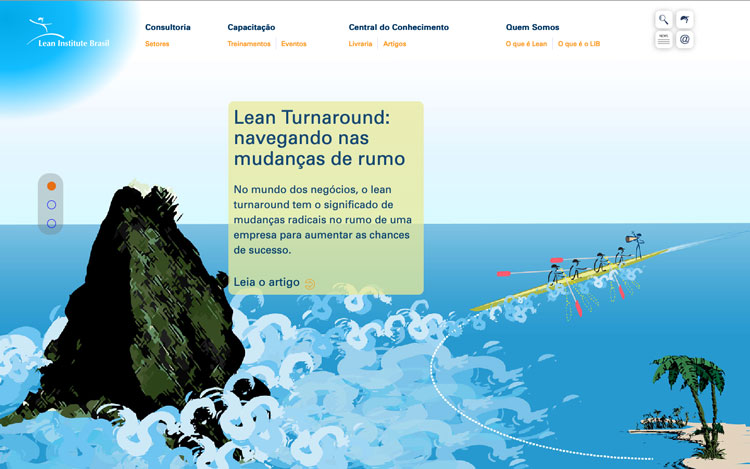 Lean Institute Brasil
Consultoria
Setores
Capacitação
Treinamentos
Eventos
Central do Conhecimento
Livraria
Artigos
Quem Somos
O que é Lean
O que é o LIB
NEWS
@
Lean Turnaround:
navegando nas
mudanças de rumo
No mundo dos negócios, o lean
turnaround tem o significado de
mudanças radicais no rumo de uma
empresa para aumentar as chances
de sucesso.
Leia o artigo